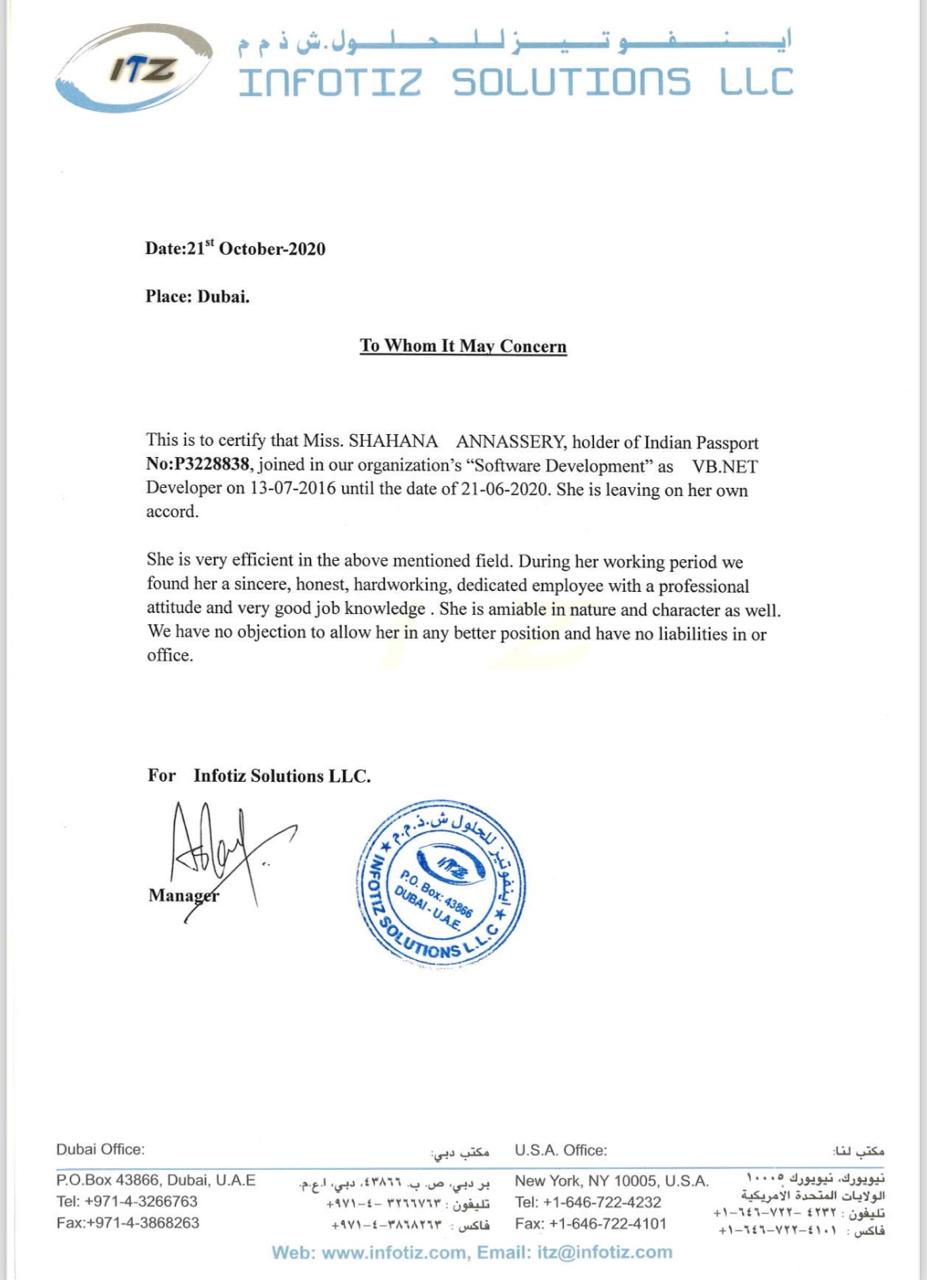 ITZ
اينفوتيز للحلول.ش ذ م م
INFOTIZ SOLUTIONS LLC
Date:21st October-2020
Place: Dubai.
To Whom It May Concern
This is to certify that Miss. SHAHANA ANNASSERY, holder of Indian Passport
No:P3228838, joined in our organization's “Software Development” as VB.NET
Developer on 13-07-2016 until the date of 21-06-2020. She is leaving on her own
accord.
She is very efficient in the above mentioned field. During her working period we
found her a sincere, honest, hardworking, dedicated employee with a professional
attitude and very good job knowledge . She is amiable in nature and character as well.
We have no objection to allow her in any better position and have no liabilities in or
office.
For Infotiz Solutions LLC.
Manager
اينفوتيز للحلول ش.ذ.م.م
ITZ
P.O. Box: 43866
DUBAI - U.A.E.
INFOTIZ SOLUTIONS L.L.C
Dubai Office:
مكتب دبي:
P.O.Box 43866, Dubai, U.A.E
بر دبي، ص. ب. ٤٣٨٦٦، دبي، ا.ع.م.
Tel: +971-4-3266763
تليفون : ٣٢٦٦٧٦٣ -٤-٩٧١+
Fax:+971-4-3868263
فاكس : ٣٨٦٨٢٦٣-٤-٩٧١+
U.S.A. Office:
مكتب لنا:
New York, NY 10005, U.S.A.
نيويورك، نيويورك ١٠٠٠٥
الولايات المتحدة الأمريكية
Tel: +1-646-722-4232
تليفون : ٤٢٣٢ -٧٢٢-٦٤٦-١+
Fax: +1-646-722-4101
فاكس : ٤١٠١-٧٢٢-٦٤٦-١+
Web: www.infotiz.com, Email: itz@infotiz.com